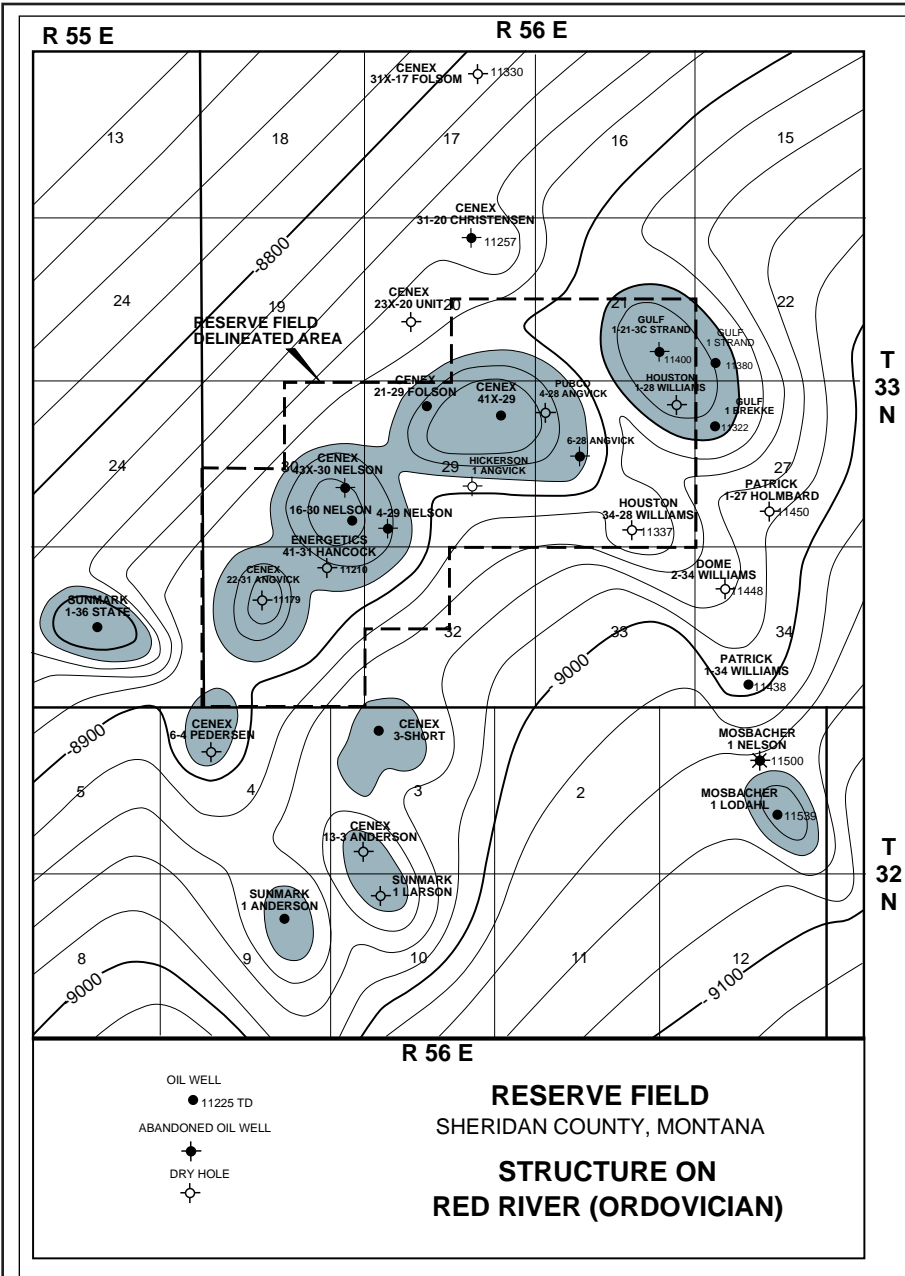 R 55 E
R 56 E
CENEX
31X-17 FOLSOM
11330
13
18
17
16
15
CENEX
31-20 CHRISTENSEN
11257
-8800
24
19
CENEX
23X-20 UNIT
20
21
22
RESERVE FIELD
DELINEATED AREA
GULF
1-21-3C STRAND
11400
GULF
1 STRAND
11380
T
33
N
CENEX
21-29 FOLSON
CENEX
41X-29
PUBCO
4-28 ANGVICK
HOUSTON
1-28 WILLIAMS
GULF
1 BREKKE
11322
6-28 ANGVICK
24
30
CENEX
43X-30 NELSON
29
HICKERSON
1 ANGVICK
27
PATRICK
1-27 HOLMBARD
11450
16-30 NELSON
4-29 NELSON
HOUSTON
34-28 WILLIAMS
11337
ENERGETICS
41-31 HANCOCK
11210
CENEX
22-31 ANGVICK
11179
DOME
2-34 WILLIAMS
11448
SUNMARK
1-36 STATE
32
33
34
- 9000
PATRICK
1-34 WILLIAMS
11438
-8900
CENEX
6-4 PEDERSEN
CENEX
3-SHORT
MOSBACHER
1 NELSON
11500
5
4
3
2
MOSBACHER
1 LODAHL
11539
CENEX
13-3 ANDERSON
T
32
N
SUNMARK
1 ANDERSON
SUNMARK
1 LARSON
8
9
10
11
12
-9000
- 9100
R 56 E
OIL WELL
11225 TD
ABANDONED OIL WELL
DRY HOLE
RESERVE FIELD
SHERIDAN COUNTY, MONTANA
STRUCTURE ON
RED RIVER (ORDOVICIAN)